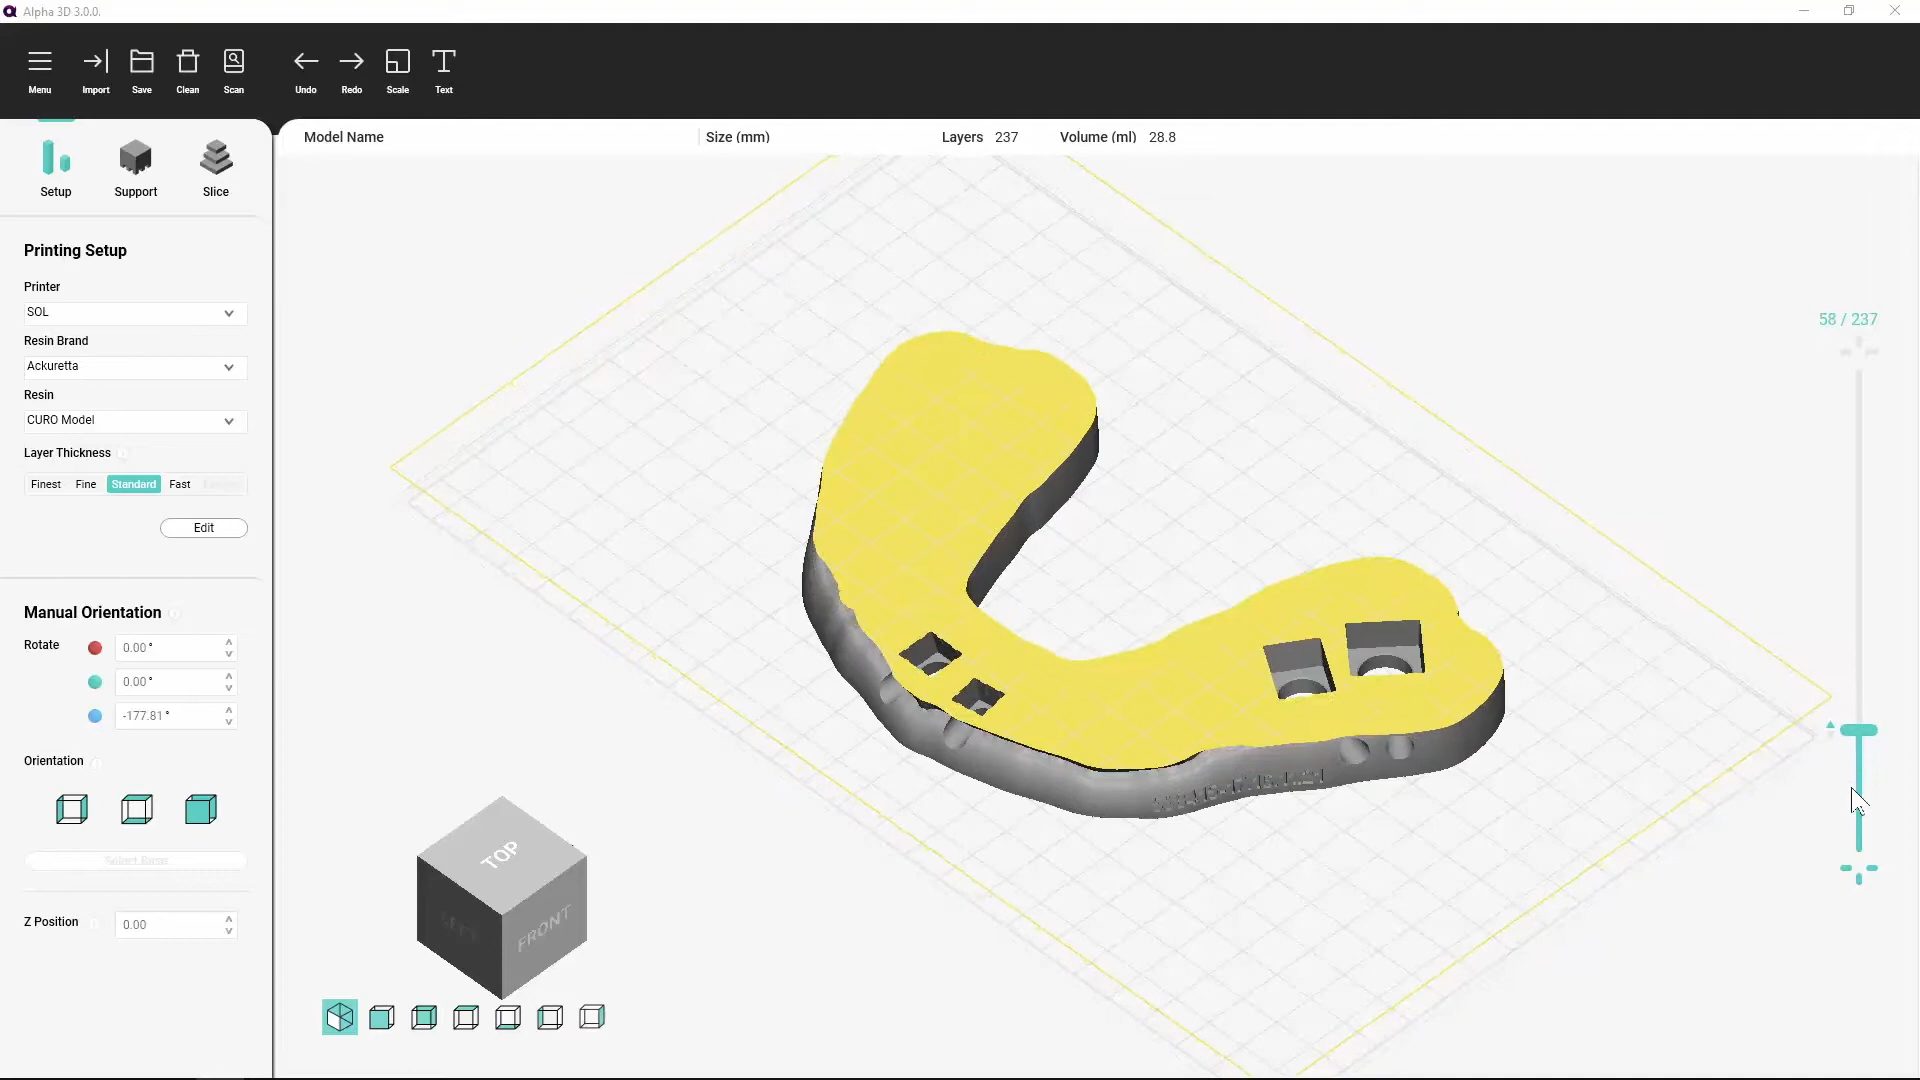 Alpha 3D 3.0.0.
Menu Import Save Clean Scan Undo Redo Scale Text
Model Name Size (mm) Layers 237 Volume (ml) 28.8
Setup Support Slice
Printing Setup
Printer
SOL
Resin Brand
Ackuretta
Resin
CURO Model
Layer Thickness
Finest Fine Standard Fast
Edit
Manual Orientation
Rotate 0.00°
0.00°
-177.81°
Orientation
Select Base
Z Position 0.00
58 / 237
TOP
LEFT FRONT